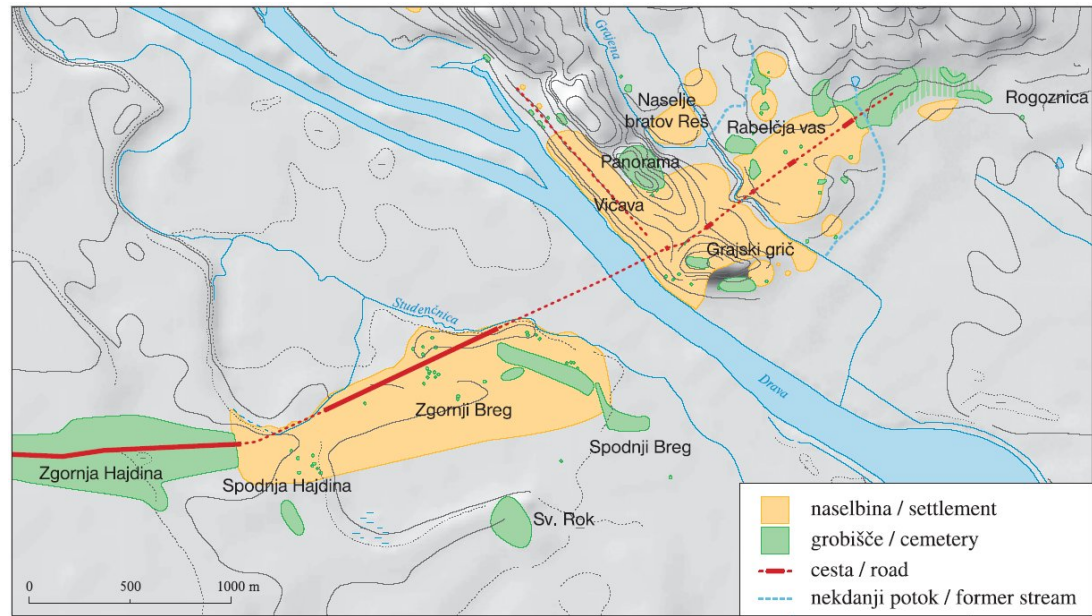 Grajena
Naselje
bratov Reš
Rabelčja vas
Rogoznica
Panorama
Vičava
Grajski grič
Studenčnica
Drava
Zgornji Breg
Spodnji Breg
Zgornja Hajdina
Spodnja Hajdina
Sv. Rok
0 500 1000 m
naselbina / settlement
grobišče / cemetery
cesta / road
nekdanji potok / former stream